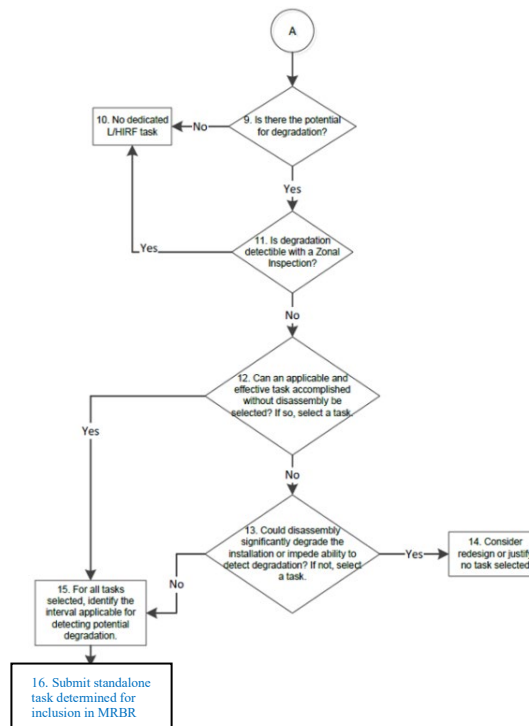 A
9. Is there the potential
for degradation?
10. No dedicated
L/HIRF task
No
Yes
11. Is degradation
detectible with a Zonal
Inspection?
Yes
No
12. Can an applicable and
effective task accomplished
without disassembly be
selected? If so, select a task.
Yes
No
13. Could disassembly
significantly degrade the
installation or impede ability to
detect degradation? If not, select
a task.
Yes
14. Consider
redesign or justify
no task selected
No
15. For all tasks
selected, identify the
interval applicable for
detecting potential
degradation.
16. Submit standalone
task determined for
inclusion in MRBR